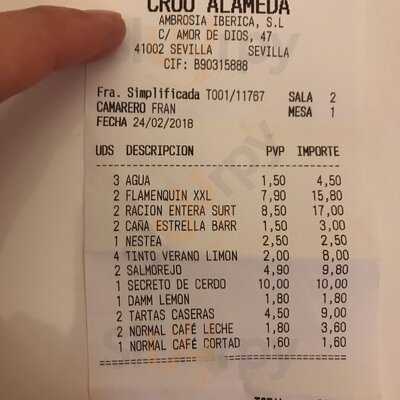 CRUO ALAMEDA
AMBROSIA IBERICA, S.L
C/ AMOR DE DIOS, 47
41002 SEVILLA SEVILLA
CIF: B90315888
Fra. Simplificada T001/11767 SALA 2
CAMARERO FRAN MESA 1
FECHA 24/02/2018
UDS DESCRIPCION PVP IMPORTE
3 AGUA 1,50 4,50
2 FLAMENQUIN XXL 7,90 15,80
2 RACION ENTERA SURT 8,50 17,00
2 CAÑA ESTRELLA BARR 1,50 3,00
1 NESTEA 2,50 2,50
4 TINTO VERANO LIMON 2,00 8,00
2 SALMOREJO 4,90 9,80
1 SECRETO DE CERDO 10,00 10,00
1 DAMM LEMON 1,80 1,80
2 TARTAS CASERAS 4,50 9,00
2 NORMAL CAFÉ LECHE 1,80 3,60
1 NORMAL CAFÉ CORTAD 1,60 1,60